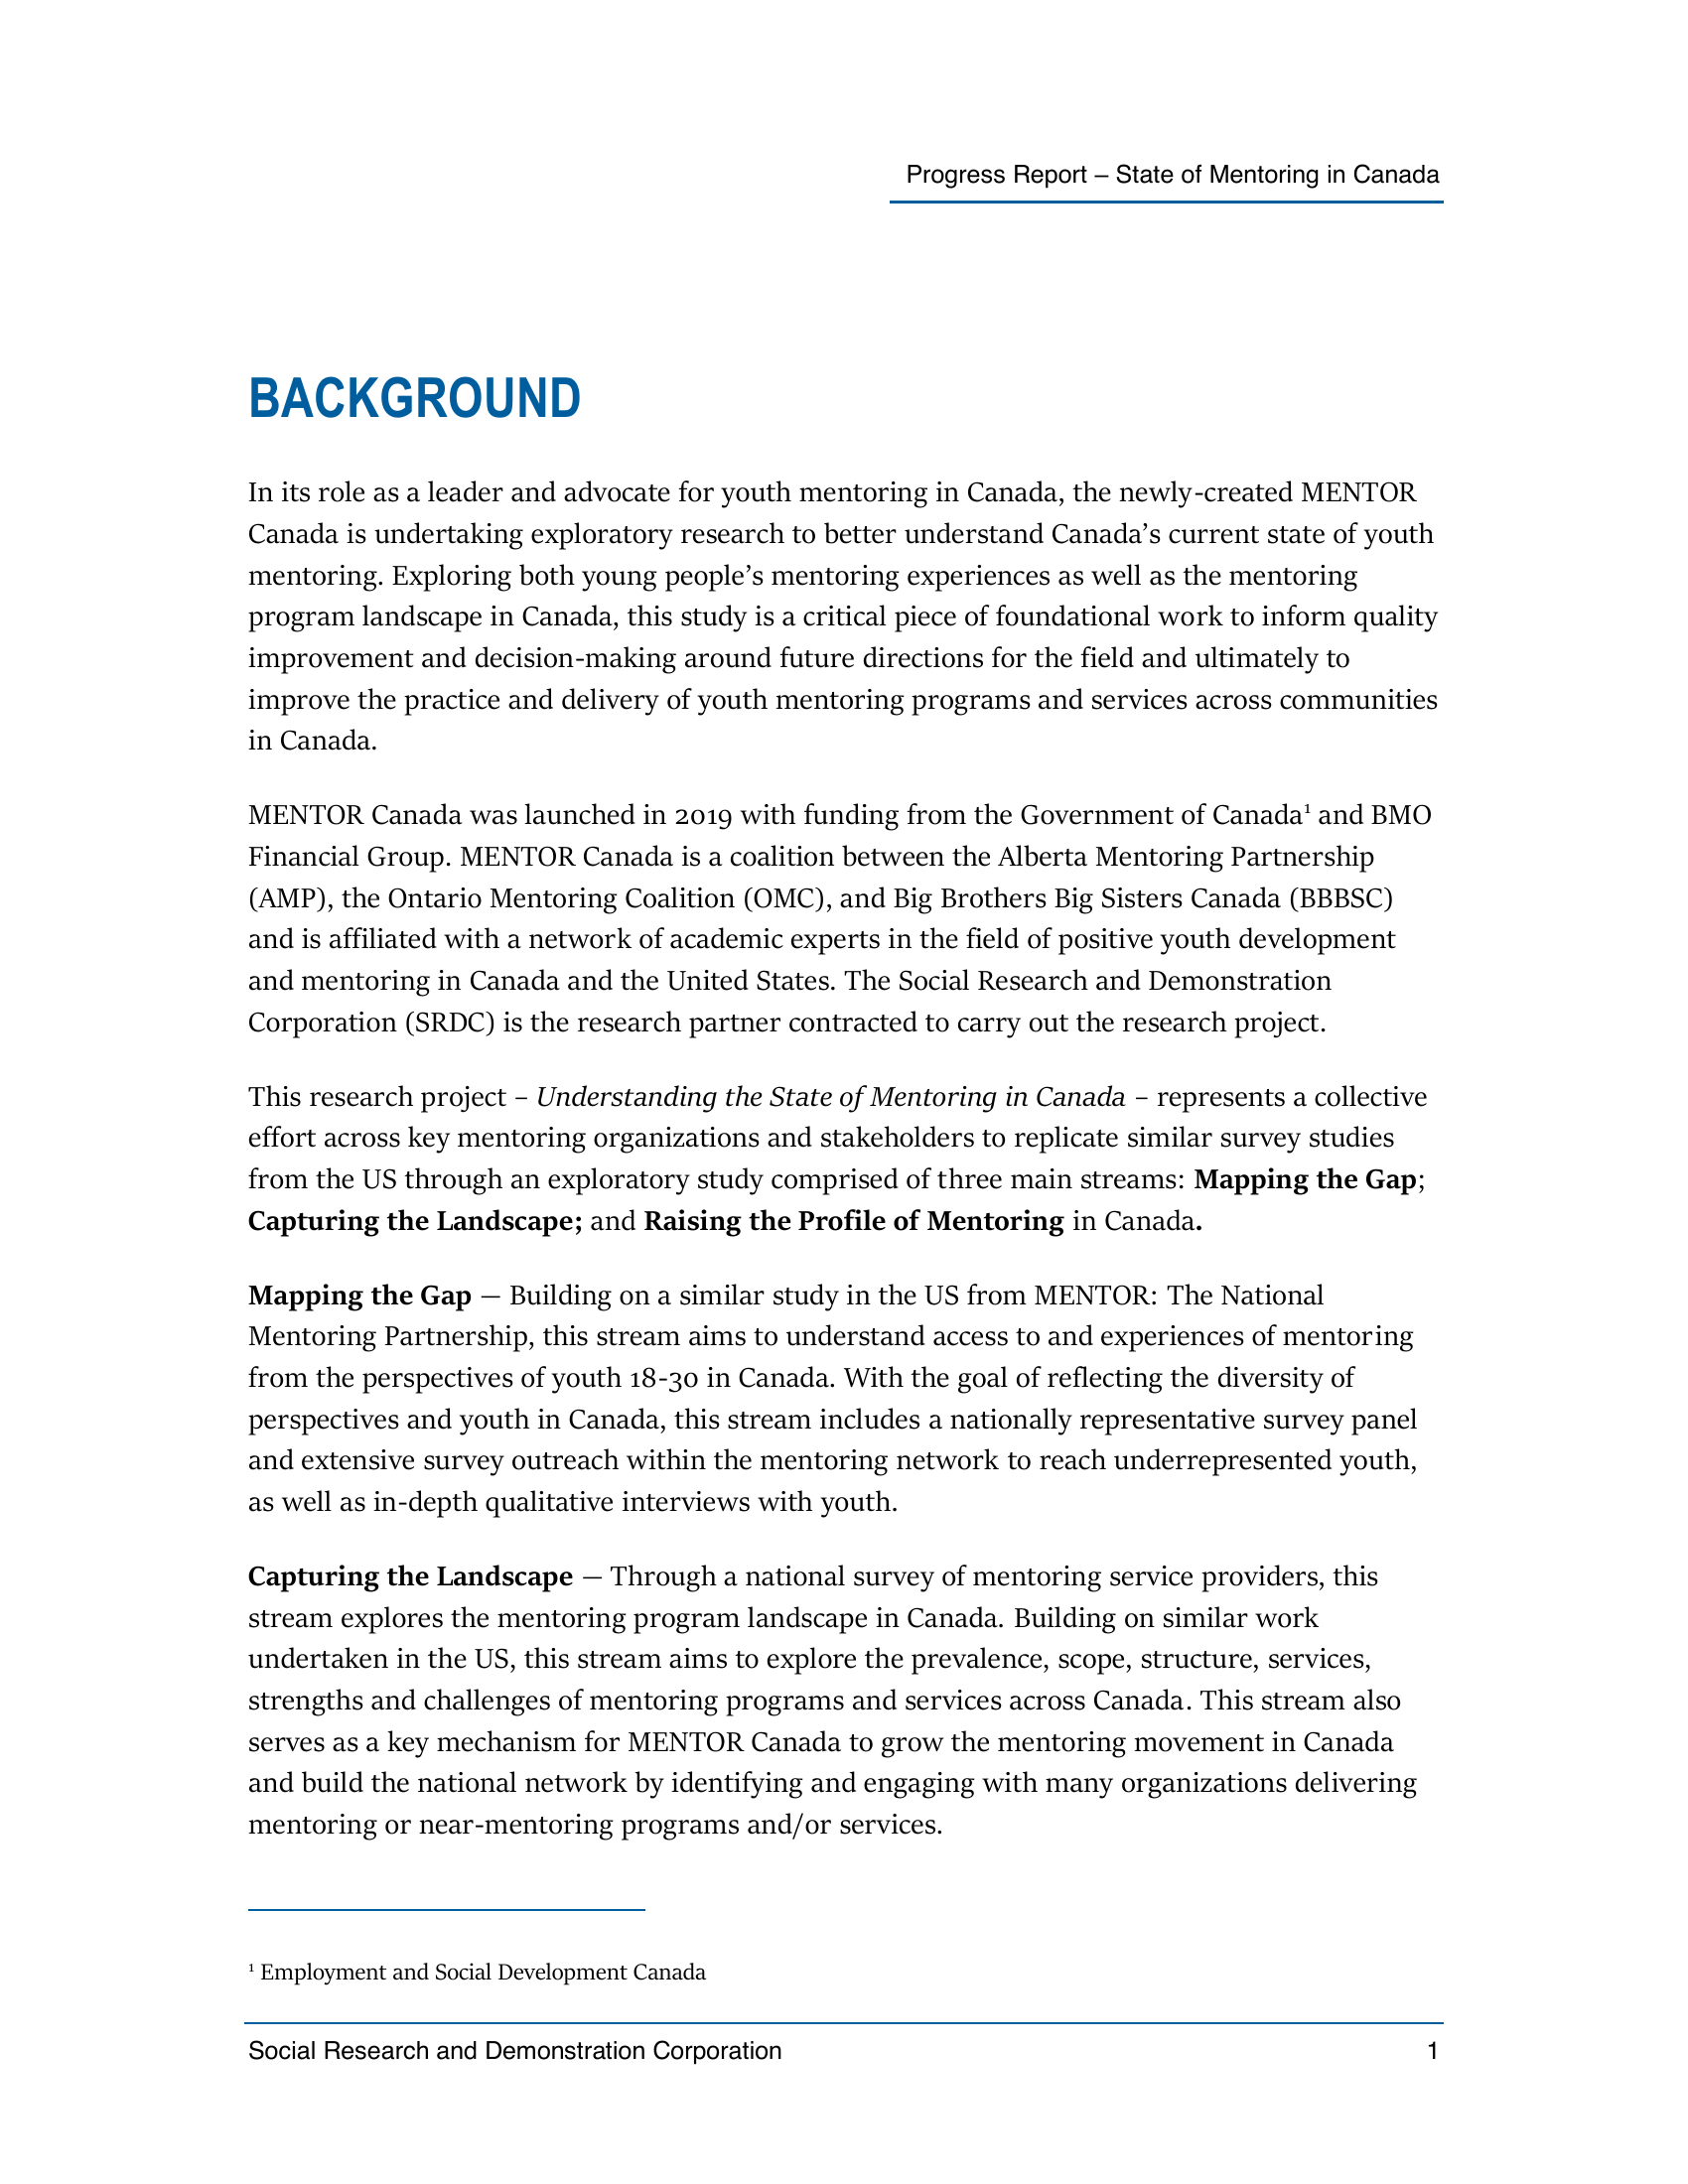 Progress Report – State of Mentoring in Canada
BACKGROUND
In its role as a leader and advocate for youth mentoring in Canada, the newly-created MENTOR
Canada is undertaking exploratory research to better understand Canada’s current state of youth
mentoring. Exploring both young people’s mentoring experiences as well as the mentoring
program landscape in Canada, this study is a critical piece of foundational work to inform quality
improvement and decision-making around future directions for the field and ultimately to
improve the practice and delivery of youth mentoring programs and services across communities
in Canada.
MENTOR Canada was launched in 2019 with funding from the Government of Canada¹ and BMO
Financial Group. MENTOR Canada is a coalition between the Alberta Mentoring Partnership
(AMP), the Ontario Mentoring Coalition (OMC), and Big Brothers Big Sisters Canada (BBBSC)
and is affiliated with a network of academic experts in the field of positive youth development
and mentoring in Canada and the United States. The Social Research and Demonstration
Corporation (SRDC) is the research partner contracted to carry out the research project.
This research project – Understanding the State of Mentoring in Canada – represents a collective
effort across key mentoring organizations and stakeholders to replicate similar survey studies
from the US through an exploratory study comprised of three main streams: Mapping the Gap;
Capturing the Landscape; and Raising the Profile of Mentoring in Canada.
Mapping the Gap — Building on a similar study in the US from MENTOR: The National
Mentoring Partnership, this stream aims to understand access to and experiences of mentoring
from the perspectives of youth 18-30 in Canada. With the goal of reflecting the diversity of
perspectives and youth in Canada, this stream includes a nationally representative survey panel
and extensive survey outreach within the mentoring network to reach underrepresented youth,
as well as in-depth qualitative interviews with youth.
Capturing the Landscape — Through a national survey of mentoring service providers, this
stream explores the mentoring program landscape in Canada. Building on similar work
undertaken in the US, this stream aims to explore the prevalence, scope, structure, services,
strengths and challenges of mentoring programs and services across Canada. This stream also
serves as a key mechanism for MENTOR Canada to grow the mentoring movement in Canada
and build the national network by identifying and engaging with many organizations delivering
mentoring or near-mentoring programs and/or services.
¹ Employment and Social Development Canada
Social Research and Demonstration Corporation 1